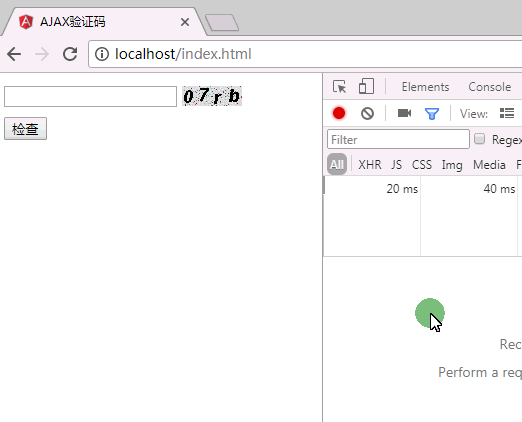 AJAX验证码
localhost/index.html
07rb
检查
Elements Console
View:
Filter Regex
All XHR JS CSS Img Media F
20 ms 40 ms
Rec
Perform a req